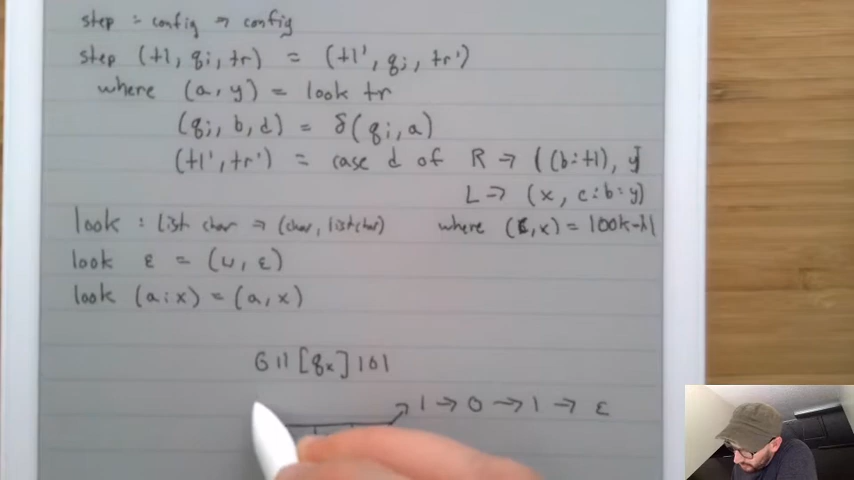 step : config → config
step (tl, qi, tr) = (tl', qj, tr')
where (a, y) = look tr
(qj, b, d) = δ(qi, a)
(tl', tr') = case d of R → ((b:tl), y)
L → (x, c:b:y)
look : list char → (char, list char) where (c, x) = look tl
look ε = (⊔, ε)
look (a:x) = (a, x)
011[qx]101
1 → 0 → 1 → ε